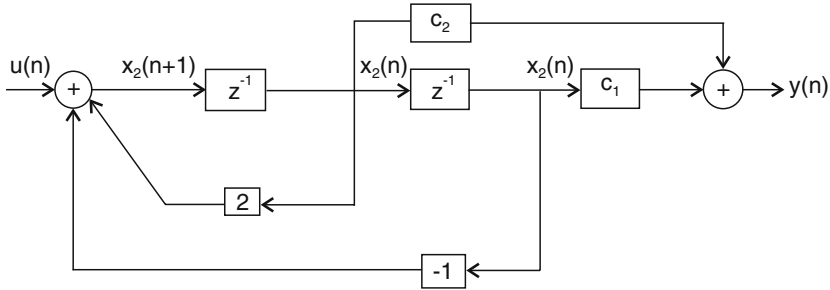 c₂
u(n)
x₂(n+1)
x₂(n)
x₂(n)
+
z⁻¹
z⁻¹
c₁
+
y(n)
2
-1